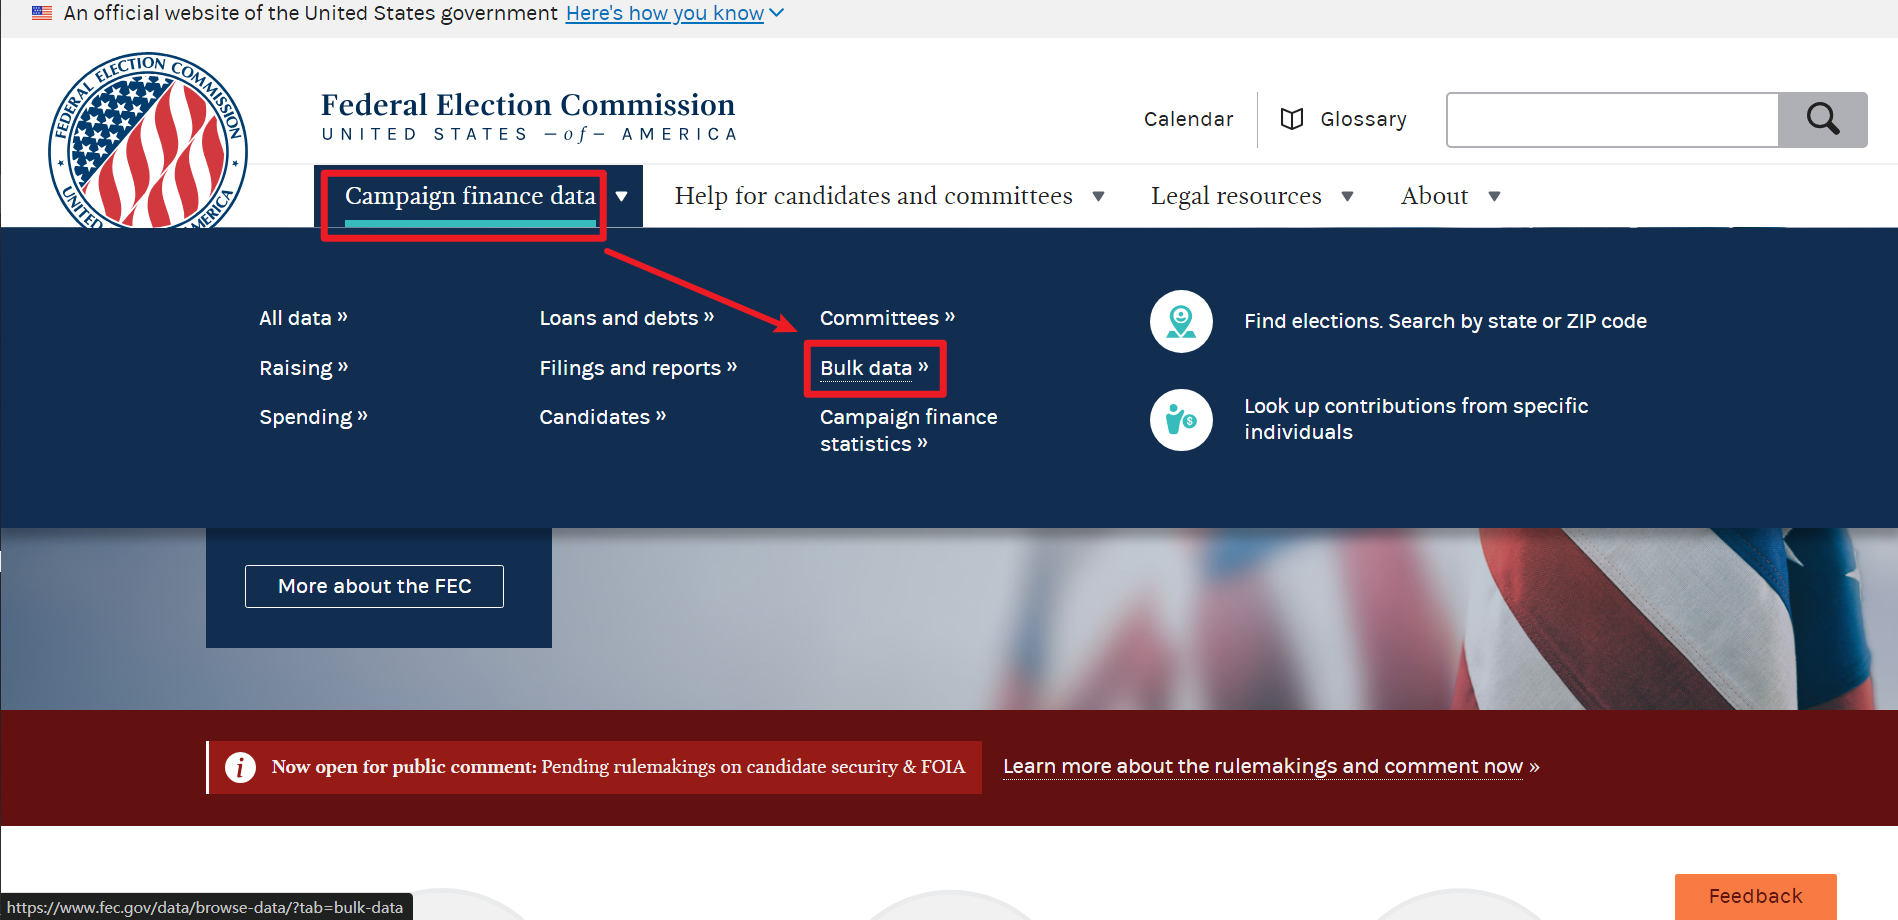 An official website of the United States government Here's how you know
FEDERAL ELECTION COMMISSION
UNITED
AMERICA
Federal Election Commission
UNITED STATES —of— AMERICA
Calendar
Glossary
Campaign finance data
Help for candidates and committees
Legal resources
About
All data »
Raising »
Spending »
Loans and debts »
Filings and reports »
Candidates »
Committees »
Bulk data »
Campaign finance
statistics »
Find elections. Search by state or ZIP code
Look up contributions from specific
individuals
More about the FEC
Now open for public comment: Pending rulemakings on candidate security & FOIA
Learn more about the rulemakings and comment now »
Feedback
https://www.fec.gov/data/browse-data/?tab=bulk-data